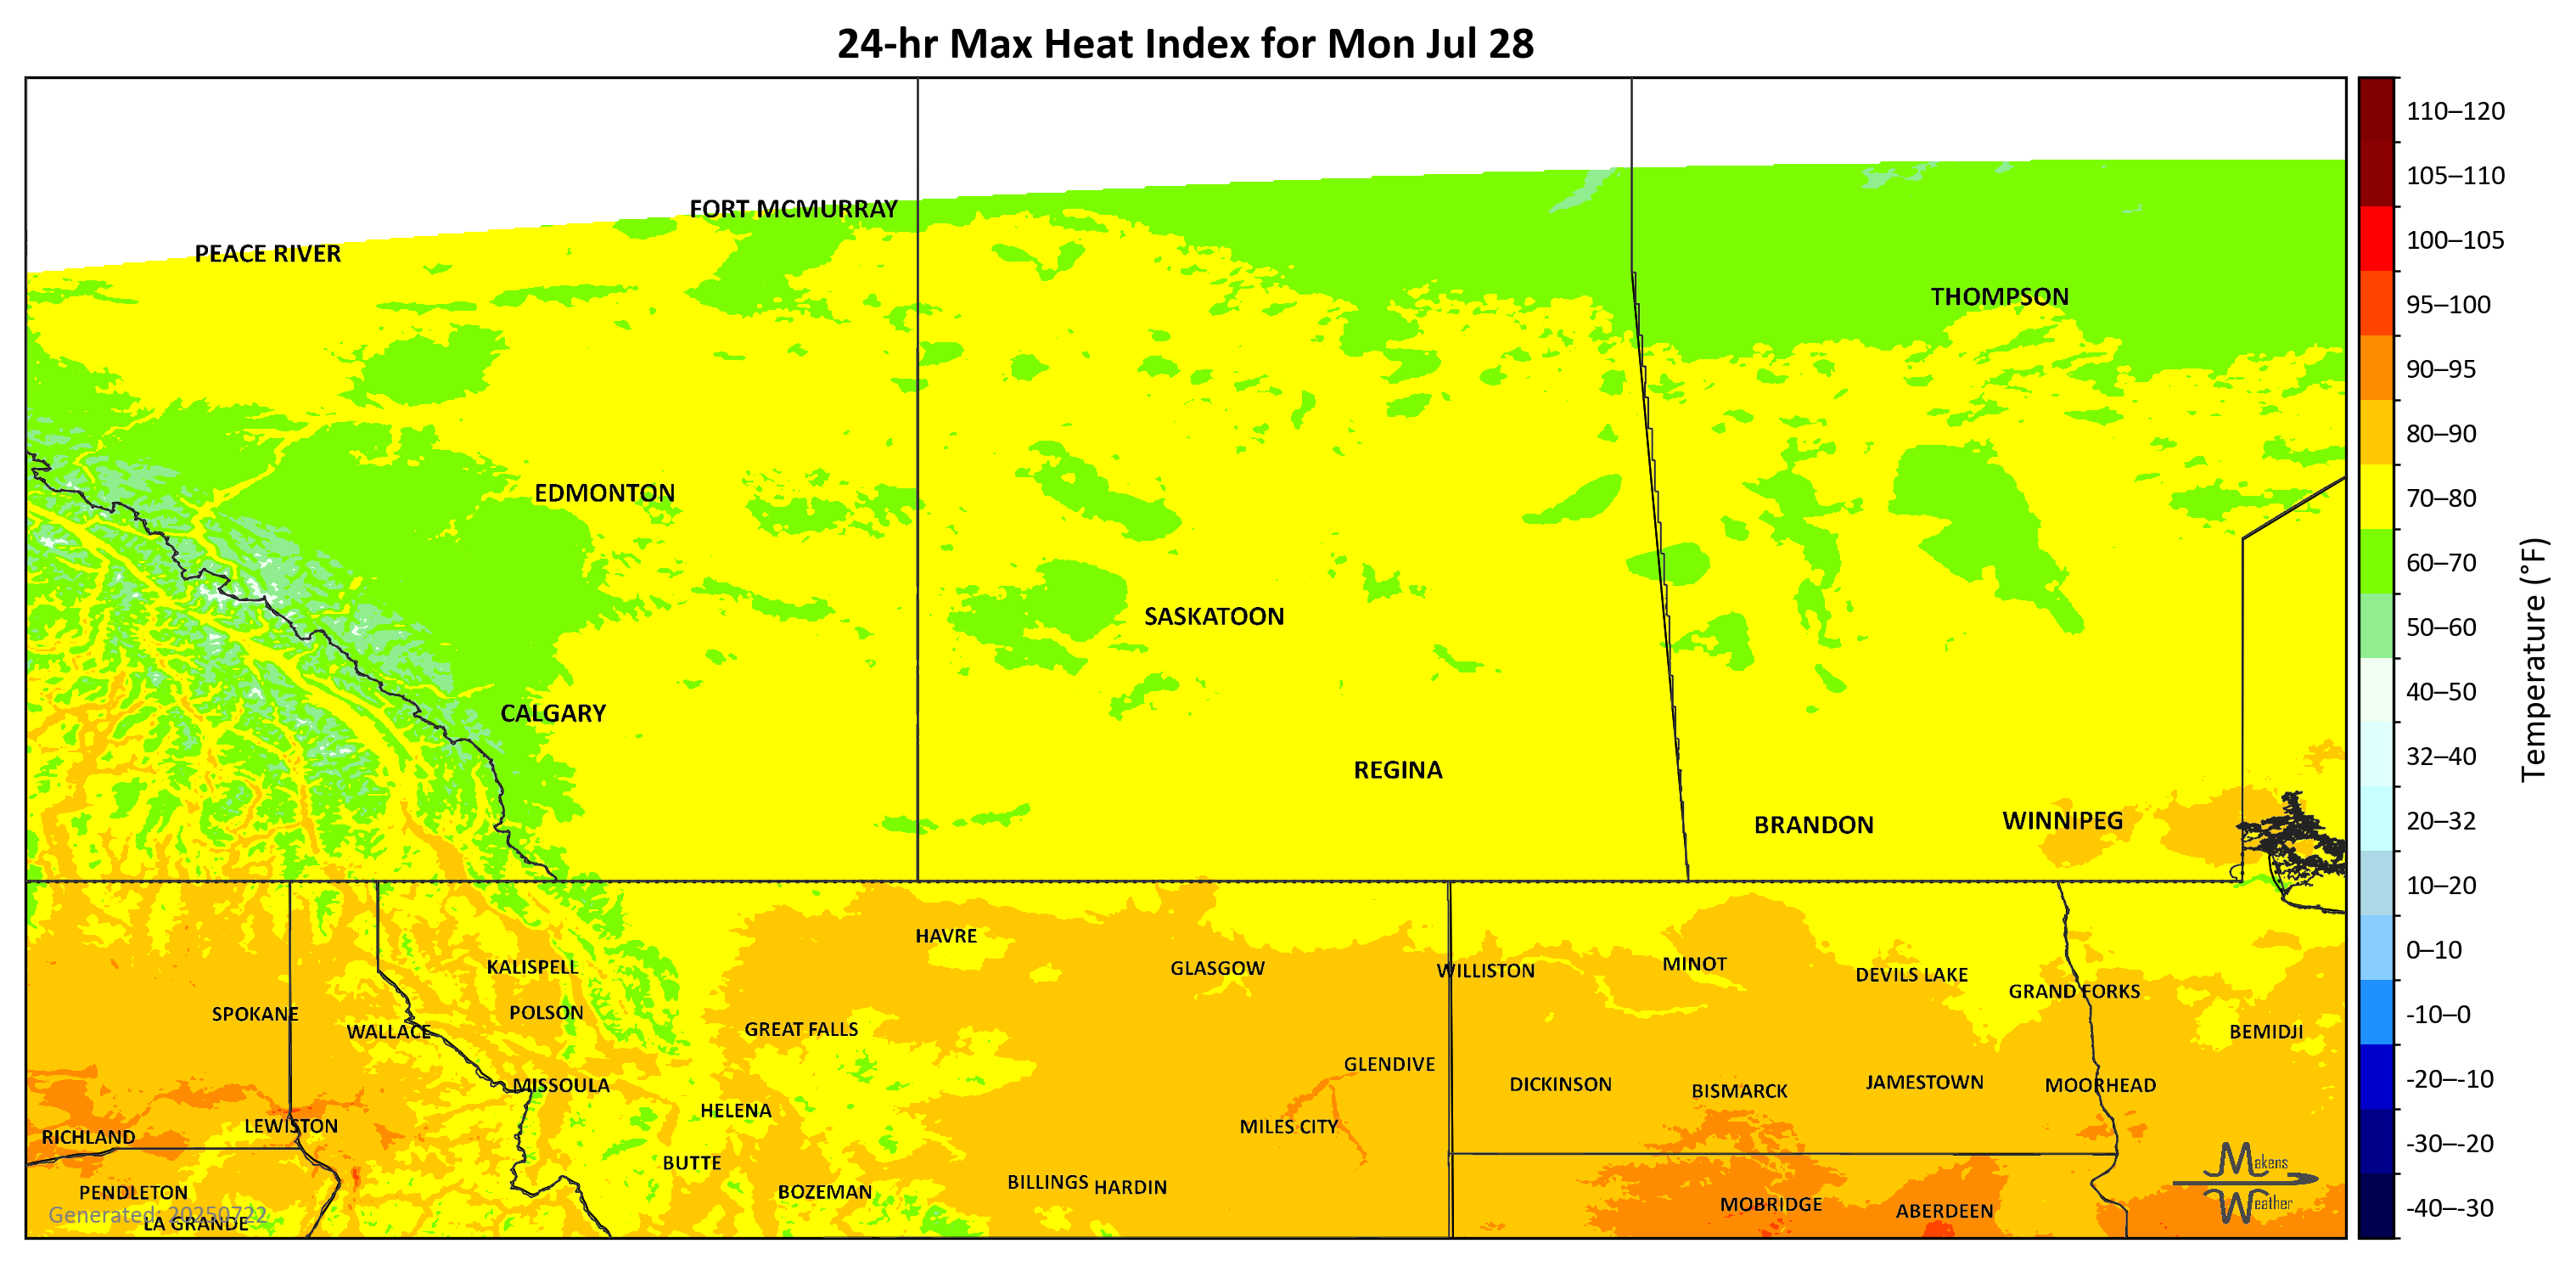 24-hr Max Heat Index for Mon Jul 28
110–120
105–110
FORT MCMURRAY
100–105
PEACE RIVER
THOMPSON
95–100
90–95
80–90
EDMONTON
70–80
60–70
SASKATOON
50–60
Temperature (°F)
CALGARY
40–50
REGINA
32–40
BRANDON
WINNIPEG
20–32
10–20
HAVRE
0–10
KALISPELL
GLASGOW
WILLISTON
MINOT
DEVILS LAKE
GRAND FORKS
SPOKANE
POLSON
-10–0
WALLACE
GREAT FALLS
BEMIDJI
GLENDIVE
-20–-10
MISSOULA
DICKINSON
BISMARCK
JAMESTOWN
MOORHEAD
HELENA
LEWISTON
MILES CITY
RICHLAND
-30–-20
BUTTE
Makens
PENDLETON
BOZEMAN
BILLINGS
HARDIN
MOBRIDGE
ABERDEEN
Weather
-40–-30
Generated: 20250722
LA GRANDE